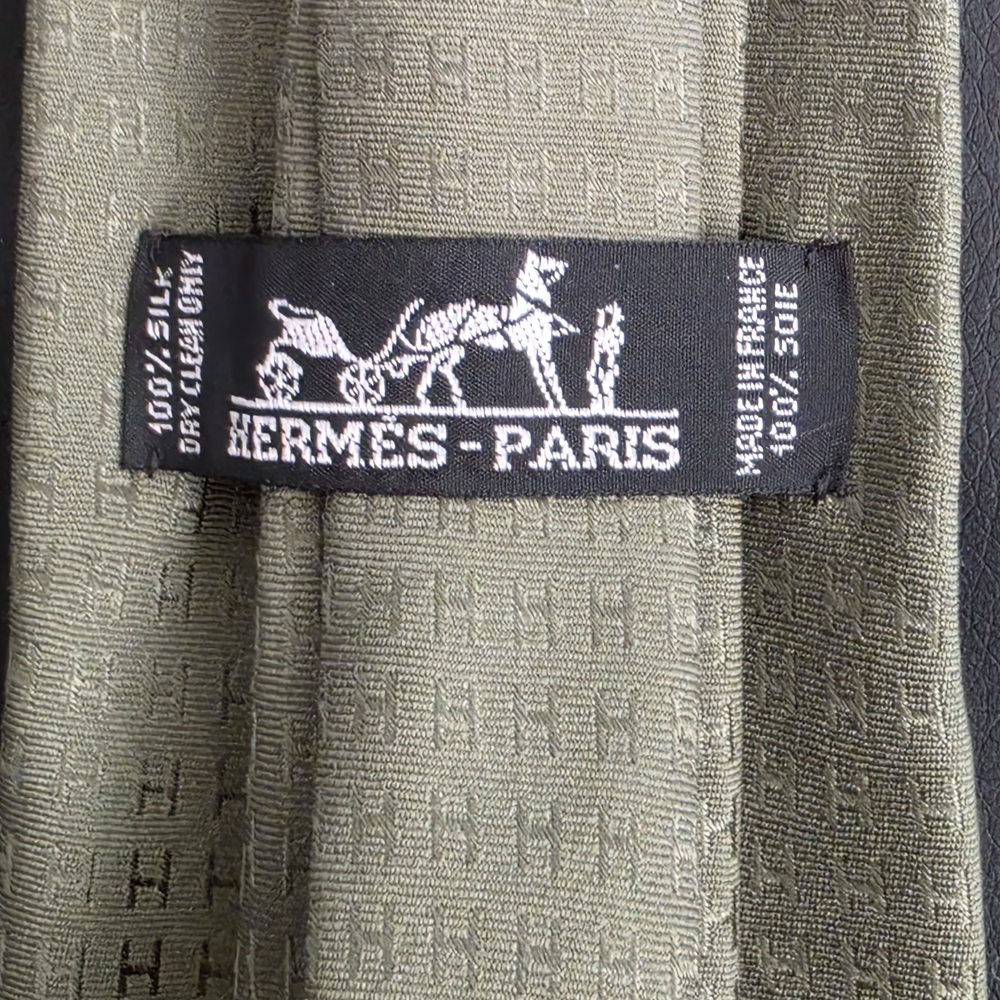 100% SILK
DRY CLEAN ONLY
HERMÈS-PARIS
MADE IN FRANCE
100% SOIE